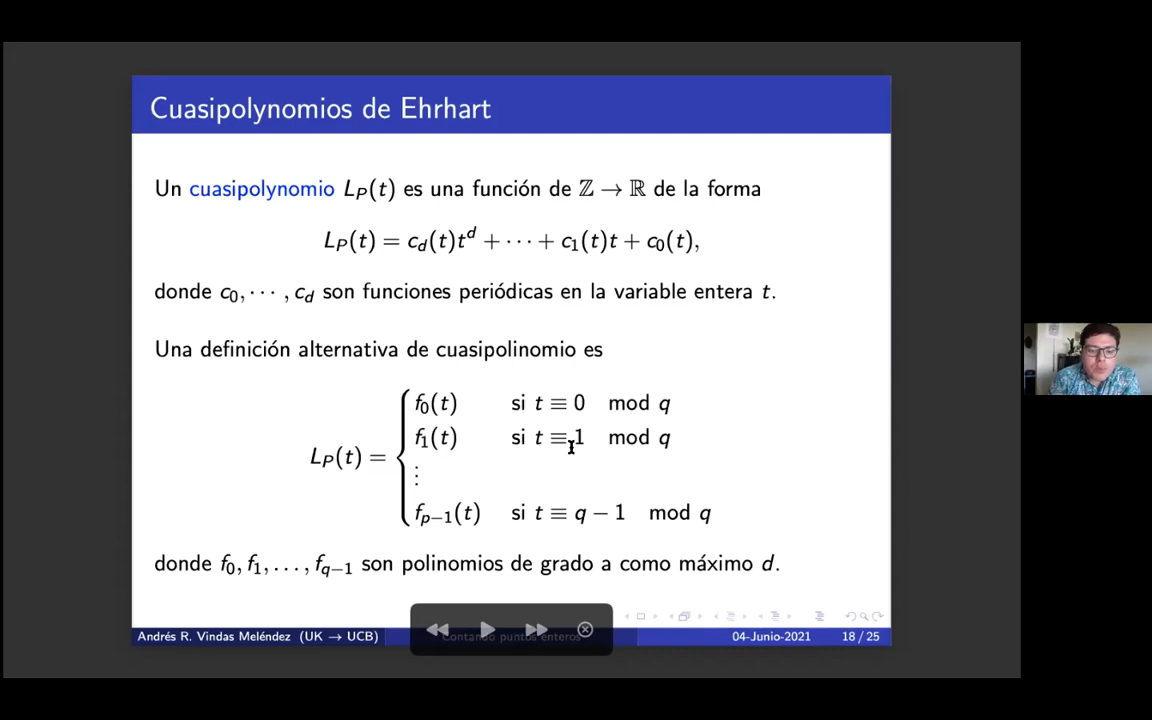 Cuasipolynomios de Ehrhart
Un cuasipolynomio L_P(t) es una función de ℤ → ℝ de la forma
L_P(t) = c_d(t)t^d + ⋯ + c_1(t)t + c_0(t),
donde c_0, ⋯ , c_d son funciones periódicas en la variable entera t.
Una definición alternativa de cuasipolinomio es
L_P(t) =
f_0(t) si t ≡ 0 mod q
f_1(t) si t ≡ 1 mod q
⋮
f_{p−1}(t) si t ≡ q − 1 mod q
donde f_0, f_1, . . . , f_{q−1} son polinomios de grado a como máximo d.
Andrés R. Vindas Meléndez (UK → UCB) Contando puntos enteros 04-Junio-2021 18 / 25